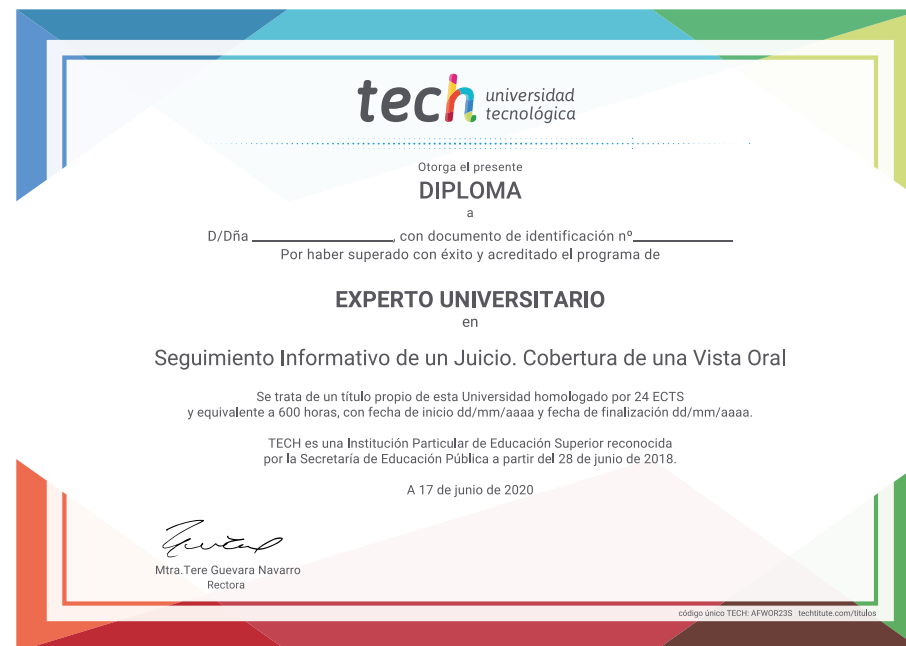 tech universidad
tecnológica
Otorga el presente
DIPLOMA
a
D/Dña ____________, con documento de identificación nº____________
Por haber superado con éxito y acreditado el programa de
EXPERTO UNIVERSITARIO
en
Seguimiento Informativo de un Juicio. Cobertura de una Vista Oral
Se trata de un título propio de esta Universidad homologado por 24 ECTS
y equivalente a 600 horas, con fecha de inicio dd/mm/aaaa y fecha de finalización dd/mm/aaaa.
TECH es una Institución Particular de Educación Superior reconocida
por la Secretaría de Educación Pública a partir del 28 de junio de 2018.
A 17 de junio de 2020
Mtra.Tere Guevara Navarro
Rectora
código único TECH: AFWOR23S techtitute.com/titulos